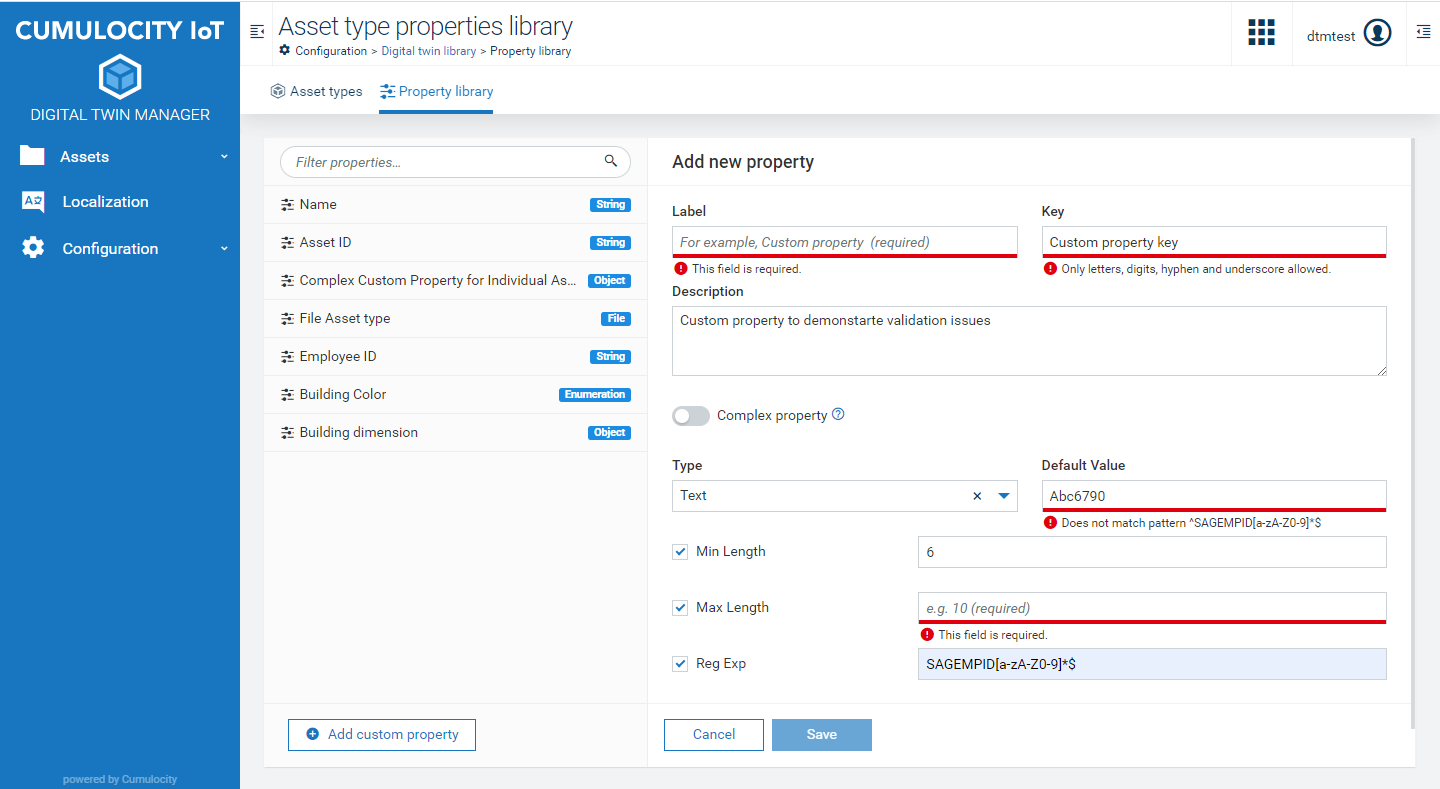 CUMULOCITY IoT
DIGITAL TWIN MANAGER
Assets
Localization
Configuration
powered by Cumulocity
Asset type properties library
Configuration > Digital twin library > Property library
dtmtest
Asset types
Property library
Filter properties...
Name String
Asset ID String
Complex Custom Property for Individual As... Object
File Asset type File
Employee ID String
Building Color Enumeration
Building dimension Object
Add custom property
Add new property
Label Key
For example, Custom property (required) Custom property key
This field is required. Only letters, digits, hyphen and underscore allowed.
Description
Custom property to demonstarte validation issues
Complex property
Type Default Value
Text Abc6790
Does not match pattern ^SAGEMPID[a-zA-Z0-9]*$
Min Length 6
Max Length e.g. 10 (required)
This field is required.
Reg Exp SAGEMPID[a-zA-Z0-9]*$
Cancel Save